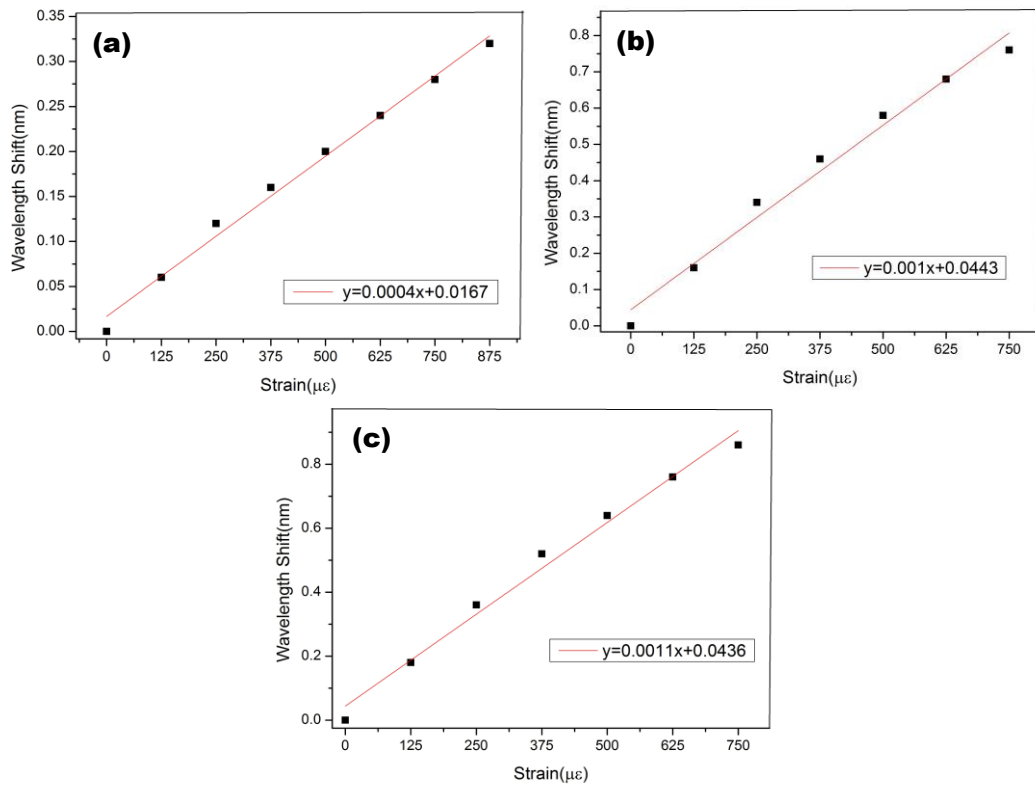 (a)
0.35
0.30
0.25
0.20
0.15
0.10
0.05
0.00
Wavelength Shift(nm)
y=0.0004x+0.0167
0 125 250 375 500 625 750 875
Strain(με)
(b)
0.8
0.7
0.6
0.5
0.4
0.3
0.2
0.1
0.0
Wavelength Shift(nm)
y=0.001x+0.0443
0 125 250 375 500 625 750
Strain(με)
(c)
0.8
0.6
0.4
0.2
0.0
Wavelength Shift(nm)
y=0.0011x+0.0436
0 125 250 375 500 625 750
Strain(με)